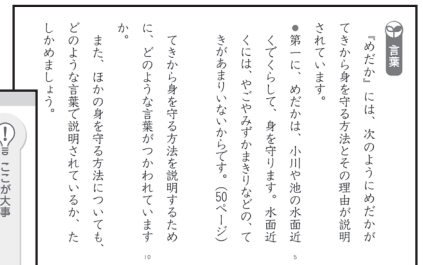 言葉
『めだか』には、次のようにめだかが
てきから身を守る方法とその理由が説明
されています。
●第一に、めだかは、小川や池の水面近
くでくらして、身を守ります。水面近
くには、やごやみずかまきりなどの、て
きがあまりいないからです。(50ページ)
てきから身を守る方法を説明するため
に、どのような言葉がつかわれています
か。
また、ほかの身を守る方法についても、
どのような言葉で説明されているか、た
しかめましょう。
5
10
ここが大事